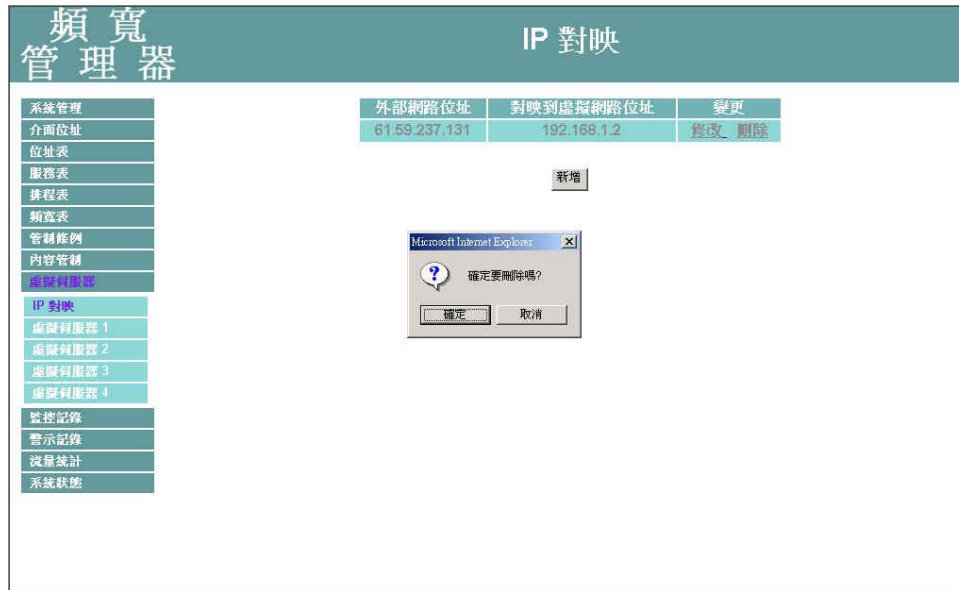 頻寬
管理器
IP 對映
系統管理
介面位址
位址表
服務表
排程表
頻寬表
管制條例
內容管制
虛擬伺服器
IP 對映
虛擬伺服器 1
虛擬伺服器 2
虛擬伺服器 3
虛擬伺服器 4
監控記錄
警示記錄
流量統計
系統狀態
外部網路位址 對映到虛擬網路位址 變更
61.59.237.131 192.168.1.2 修改 刪除
新增
Microsoft Internet Explorer
確定要刪除嗎?
確定 取消